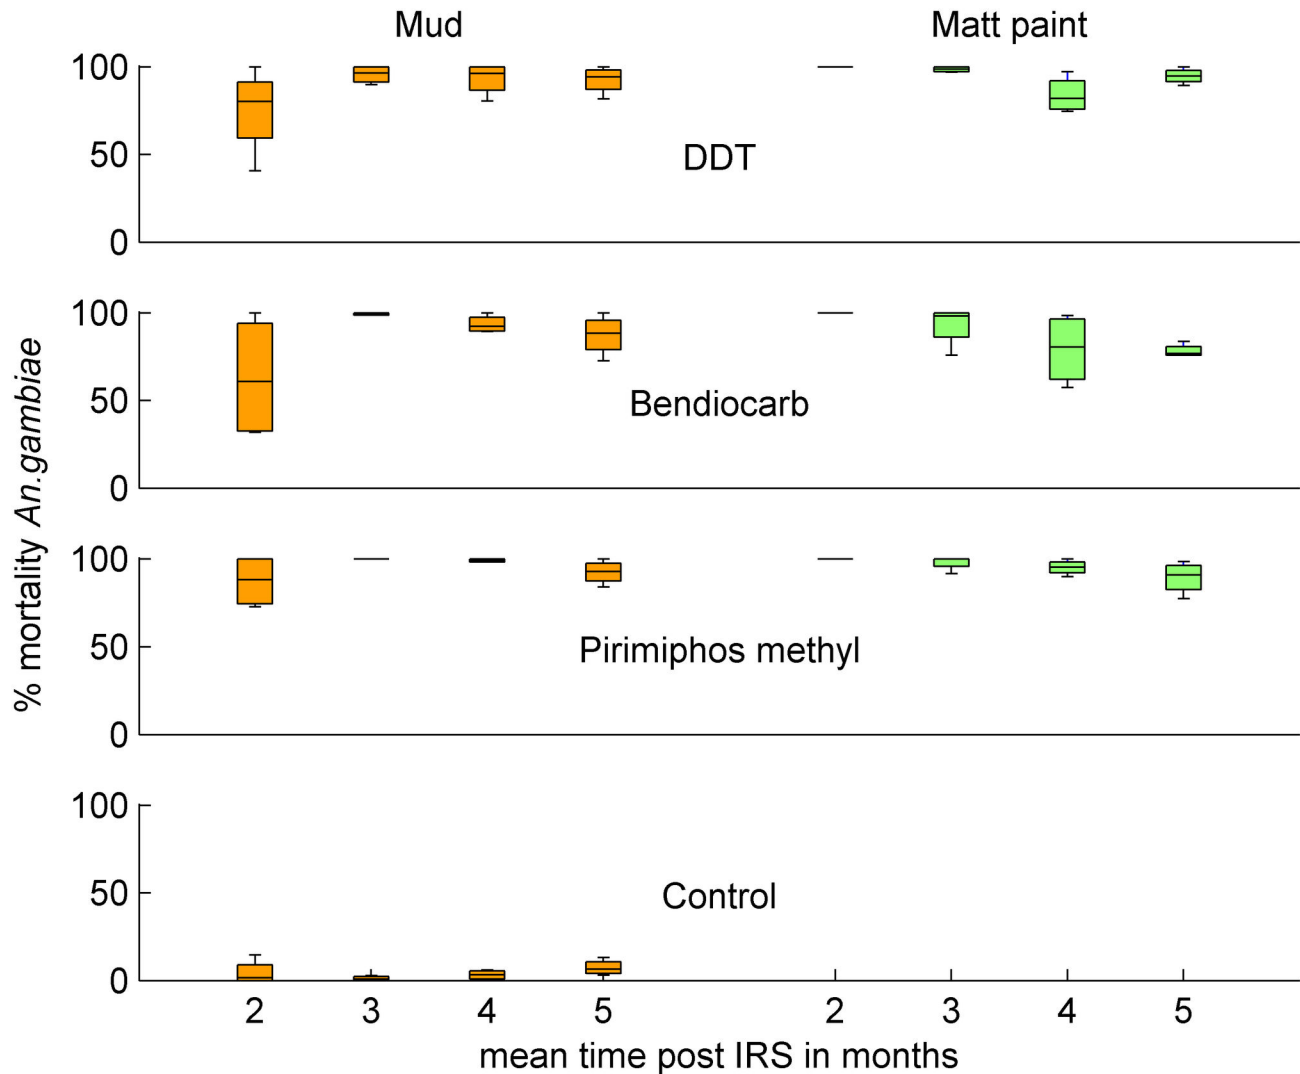 Mud Matt paint
100
50
0
DDT
100
50
0
Bendiocarb
% mortality An.gambiae
100
50
0
Pirimiphos methyl
100
50
0
Control
2 3 4 5 2 3 4 5
mean time post IRS in months